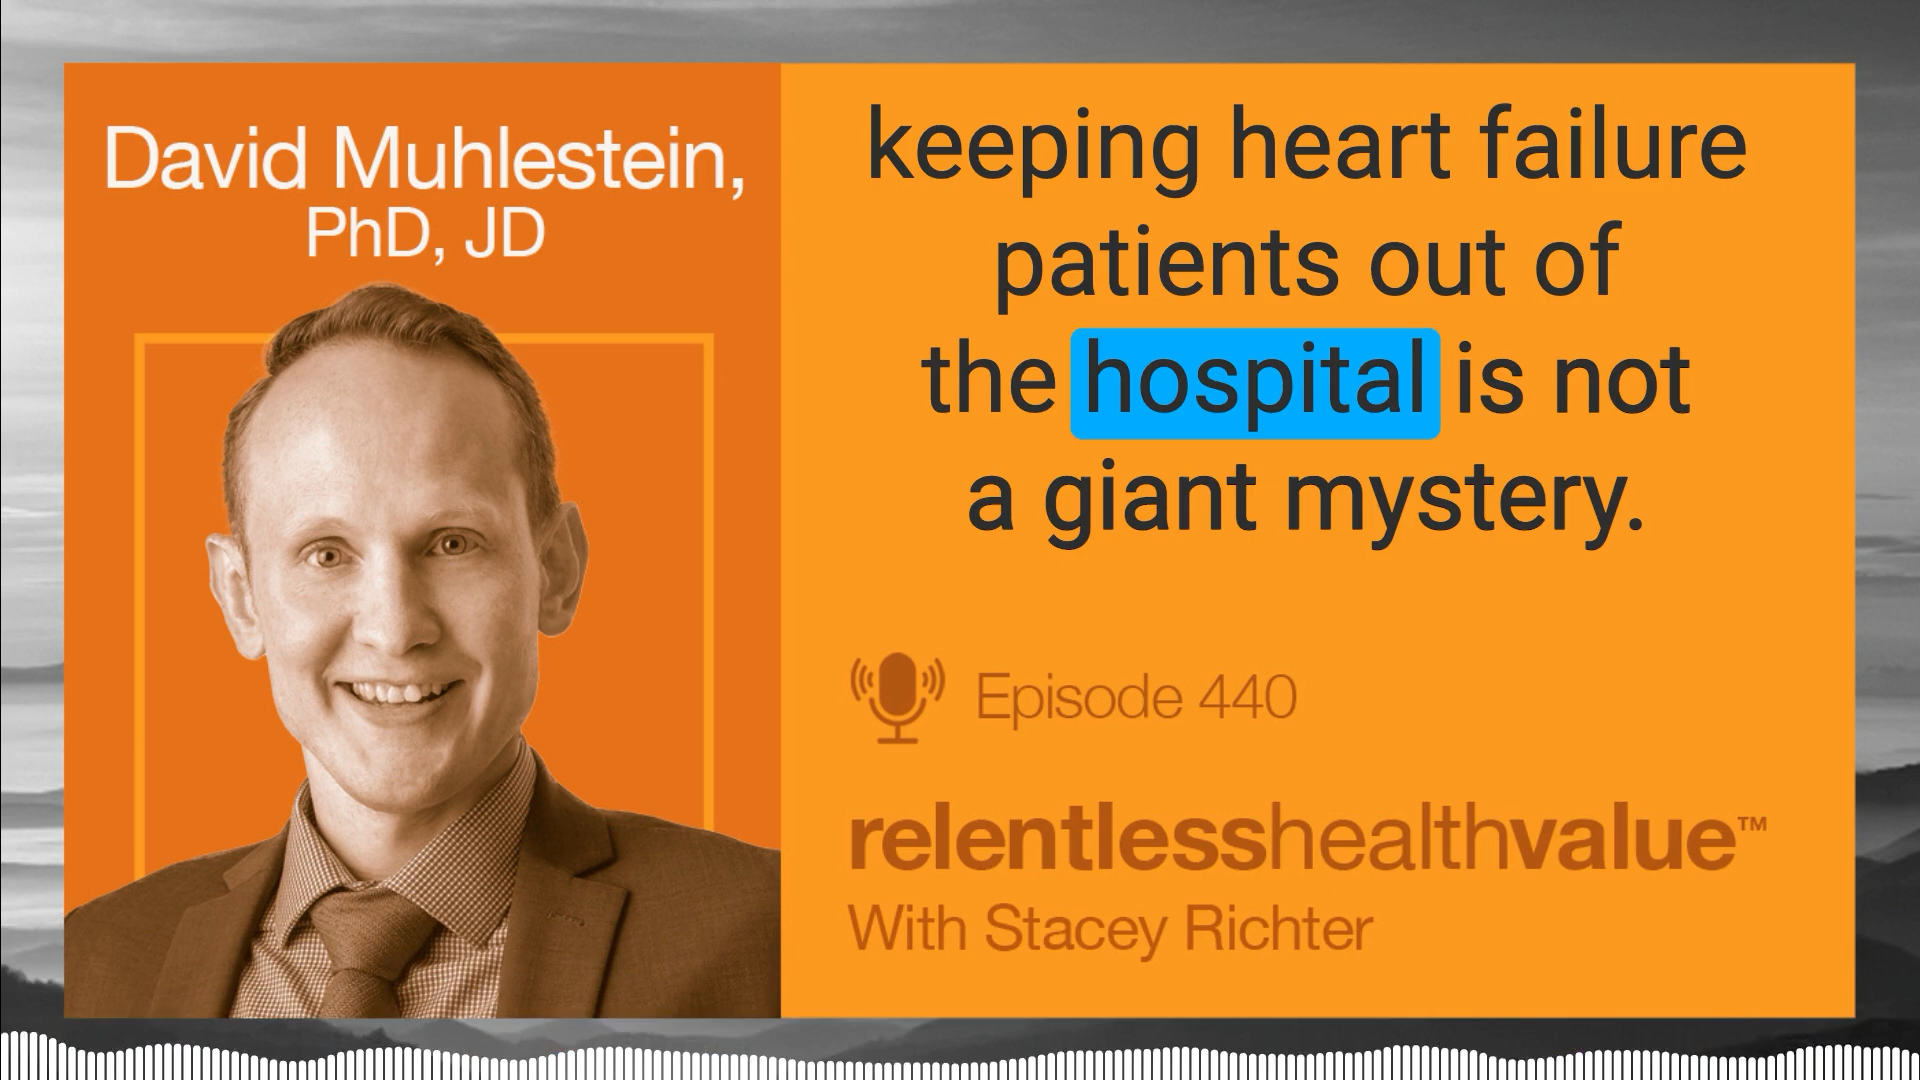 David Muhlestein,
PhD, JD
keeping heart failure
patients out of
the hospital is not
a giant mystery.
Episode 440
relentlesshealthvalue™
With Stacey Richter